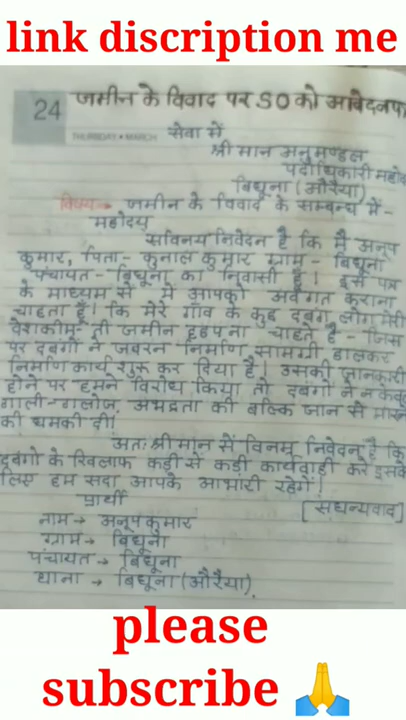 link discription me
24
जमीन के विवाद पर SO को आवेदनपत्र
THURSDAY • MARCH
सेवा में
श्री मान अनुमण्डल
पदाधिकारी महोदय
बिधूना (औरैया)
विषय → जमीन के विवाद के सम्बन्ध में-
महोदय
सविनय निवेदन है कि मैं अनूप
कुमार, पिता- कुनाल कुमार ग्राम - बिधूना
पंचायत - बिधूना का निवासी हूँ। इस पत्र
के माध्यम से में आपको अवगत कराना
चाहता हूँ। कि मेरे गाँव के कुछ दबंग लोग मेरी
जमीन हड़पना चाहते है - जिस
पर दबंगों ने जबरन निर्माण सामग्री डालकर
निर्माण कार्य शुरू कर दिया है। उसकी जानकारी
होने पर हमने विरोध किया तो दबंगों ने न केवल
गाली-गलोज, अभद्रता की बल्कि जान से मारने
की धमकी दी।
अतः श्रीमान से विनम्र निवेदन है कि
दबंगो के खिलाफ कड़ी सें कड़ी कार्यवाही करें इसके
लिए हम सदा आपके आभारी रहेगें।
प्रार्थी [सधन्यवाद]
नाम → अनूप कुमार
ग्राम → बिधूना
पंचायत → बिधूना
थाना → बिधूना (औरैया).
please
subscribe 🙏